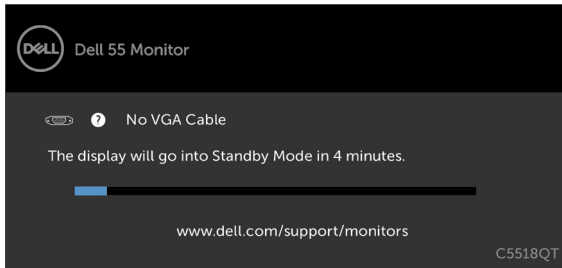 DELL
Dell 55 Monitor
? No VGA Cable
The display will go into Standby Mode in 4 minutes.
www.dell.com/support/monitors
C5518QT